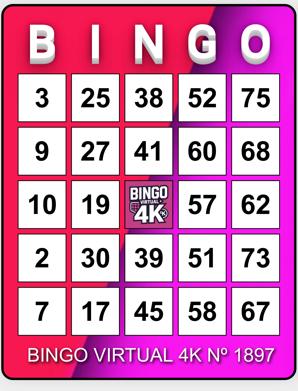 BINGO
3 25 38 52 75
9 27 41 60 68
10 19 BINGO VIRTUAL 4K 57 62
2 30 39 51 73
7 17 45 58 67
BINGO VIRTUAL 4K Nº 1897